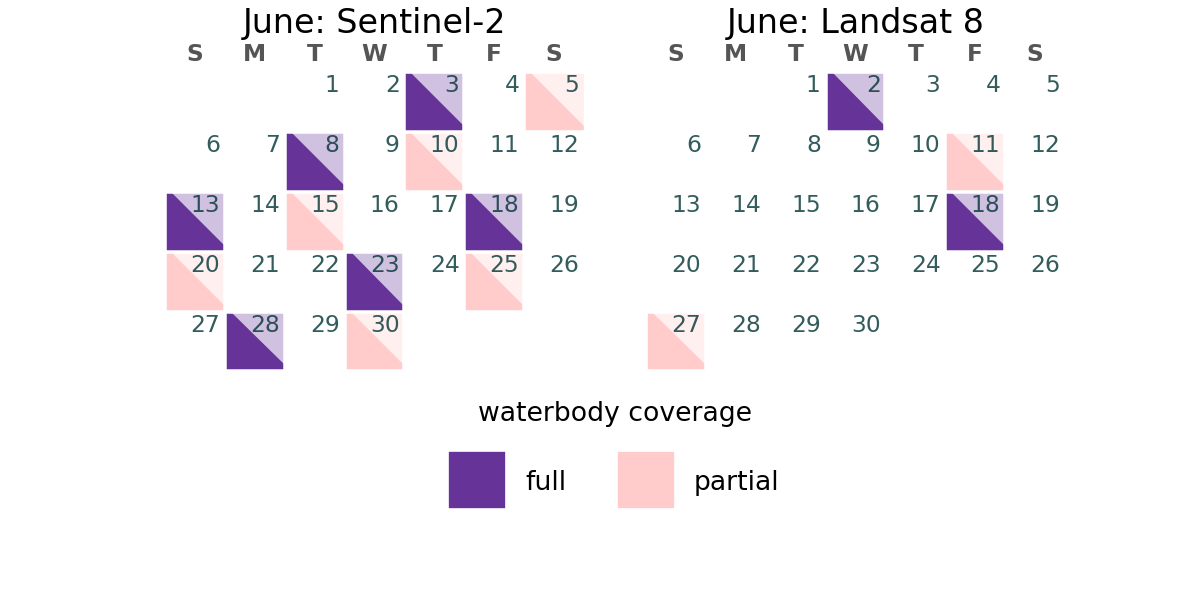 June: Sentinel-2
S M T W T F S
1 2 3 4 5
6 7 8 9 10 11 12
13 14 15 16 17 18 19
20 21 22 23 24 25 26
27 28 29 30
June: Landsat 8
S M T W T F S
1 2 3 4 5
6 7 8 9 10 11 12
13 14 15 16 17 18 19
20 21 22 23 24 25 26
27 28 29 30
waterbody coverage
full partial